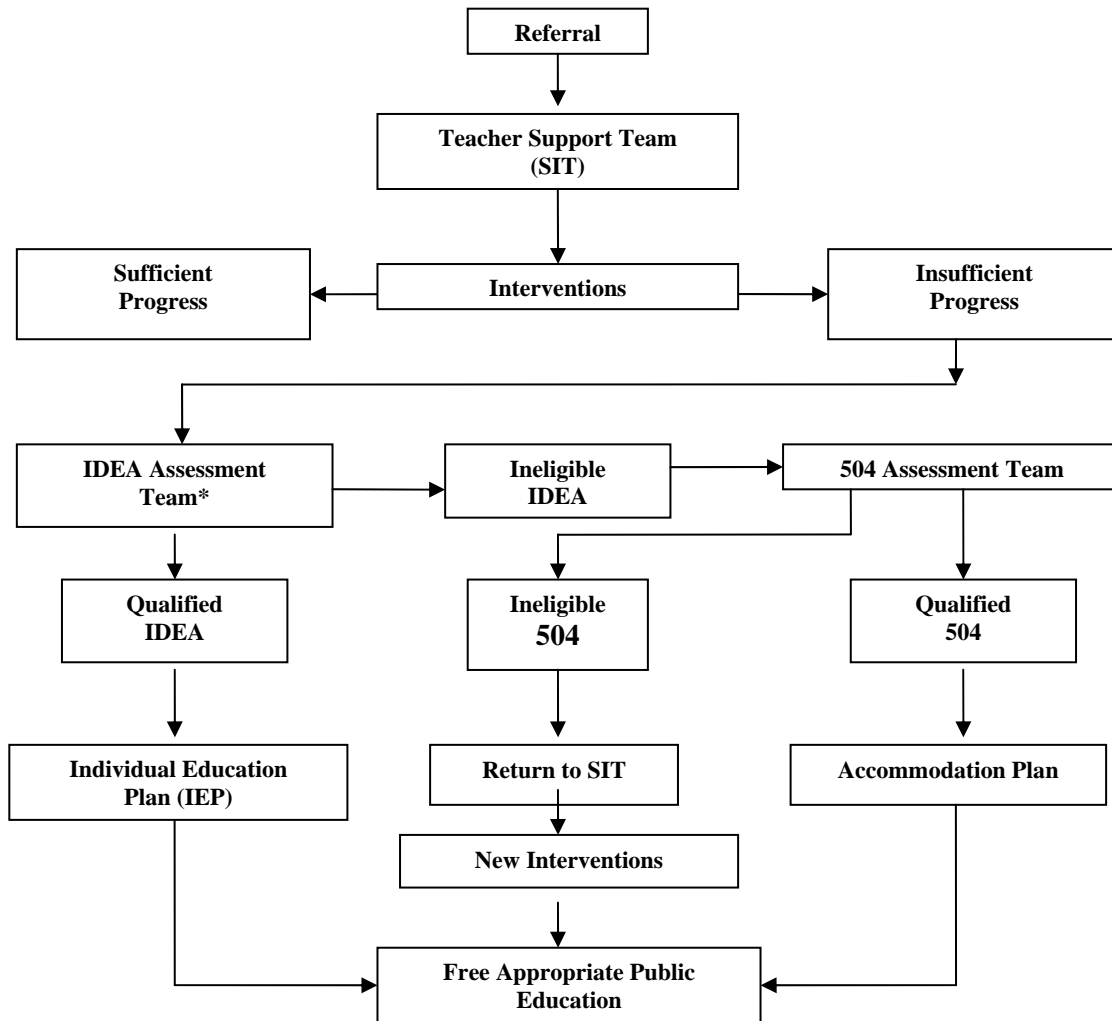 Referral
Teacher Support Team
(SIT)
Sufficient
Progress
Interventions
Insufficient
Progress
IDEA Assessment
Team*
Ineligible
IDEA
504 Assessment Team
Qualified
IDEA
Ineligible
504
Qualified
504
Individual Education
Plan (IEP)
Return to SIT
Accommodation Plan
New Interventions
Free Appropriate Public
Education